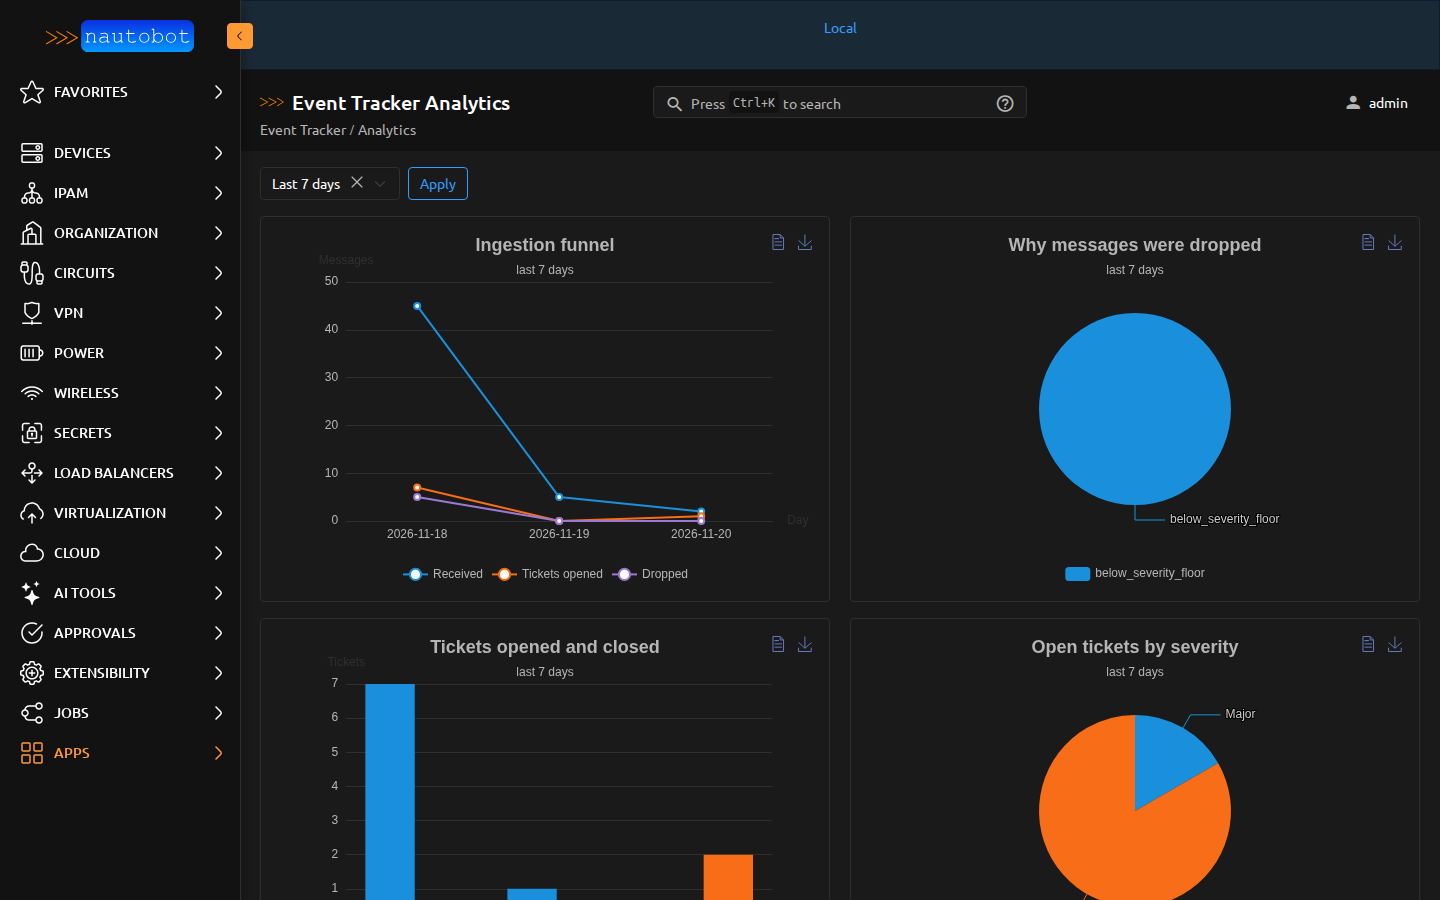 nautobot
FAVORITES
DEVICES
IPAM
ORGANIZATION
CIRCUITS
VPN
POWER
WIRELESS
SECRETS
LOAD BALANCERS
VIRTUALIZATION
CLOUD
AI TOOLS
APPROVALS
EXTENSIBILITY
JOBS
APPS
Local
>>> Event Tracker Analytics
Press Ctrl+K to search
admin
Event Tracker / Analytics
Last 7 days
Apply
Ingestion funnel
last 7 days
Messages
50
40
30
20
10
0
2026-11-18 2026-11-19 2026-11-20
Day
Received Tickets opened Dropped
Why messages were dropped
last 7 days
below_severity_floor
below_severity_floor
Tickets opened and closed
last 7 days
Tickets
7
6
5
4
3
2
1
Open tickets by severity
last 7 days
Major